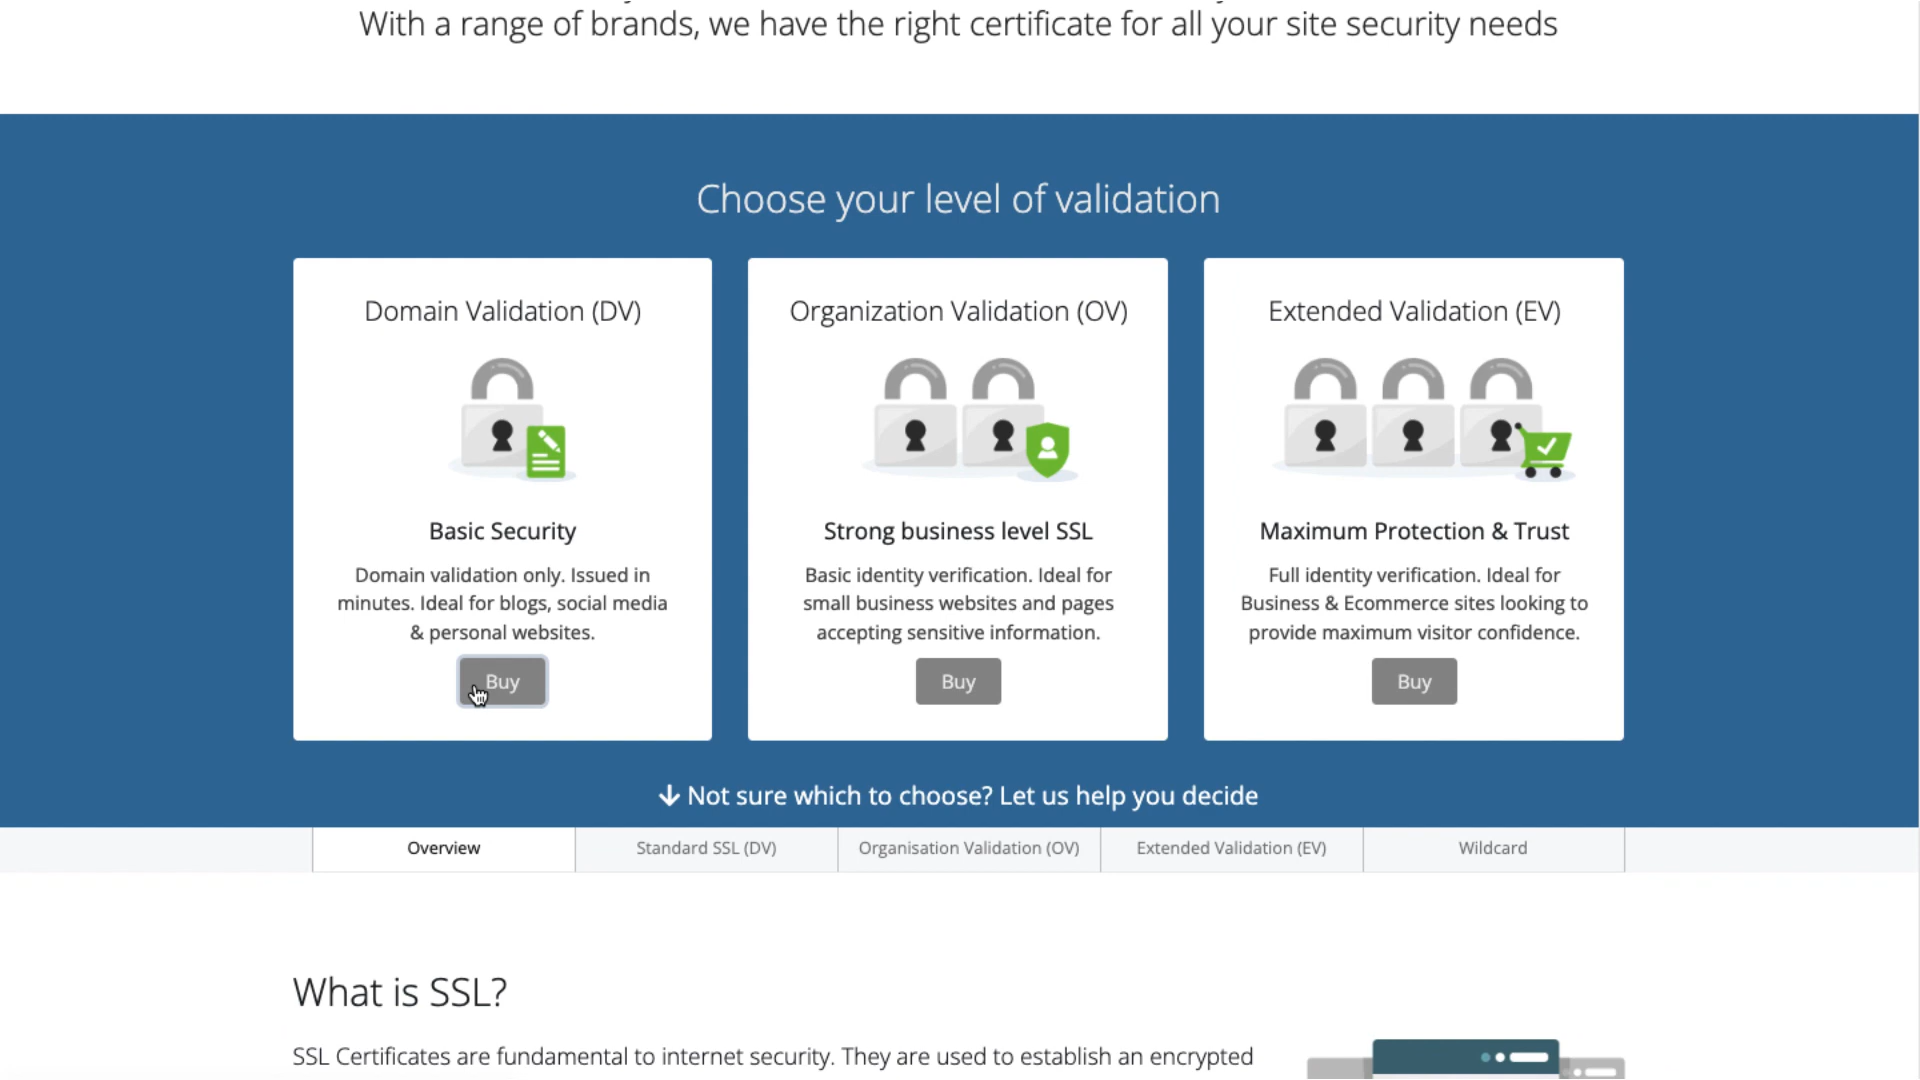 With a range of brands, we have the right certificate for all your site security needs
Choose your level of validation
Domain Validation (DV)
Basic Security
Domain validation only. Issued in
minutes. Ideal for blogs, social media
& personal websites.
Buy
Organization Validation (OV)
Strong business level SSL
Basic identity verification. Ideal for
small business websites and pages
accepting sensitive information.
Buy
Extended Validation (EV)
Maximum Protection & Trust
Full identity verification. Ideal for
Business & Ecommerce sites looking to
provide maximum visitor confidence.
Buy
Not sure which to choose? Let us help you decide
Overview
Standard SSL (DV)
Organisation Validation (OV)
Extended Validation (EV)
Wildcard
What is SSL?
SSL Certificates are fundamental to internet security. They are used to establish an encrypted